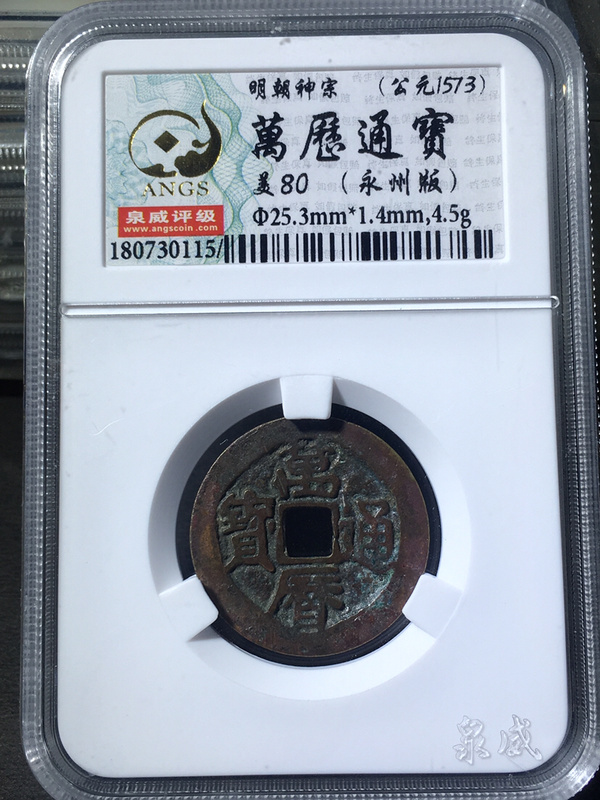 明朝神宗 （公元1573）
萬歷通寶
ANGS
美80 （永州版）
泉威评级
www.angscoin.com
Φ25.3mm*1.4mm,4.5g
180730115/
萬曆通寶
泉威